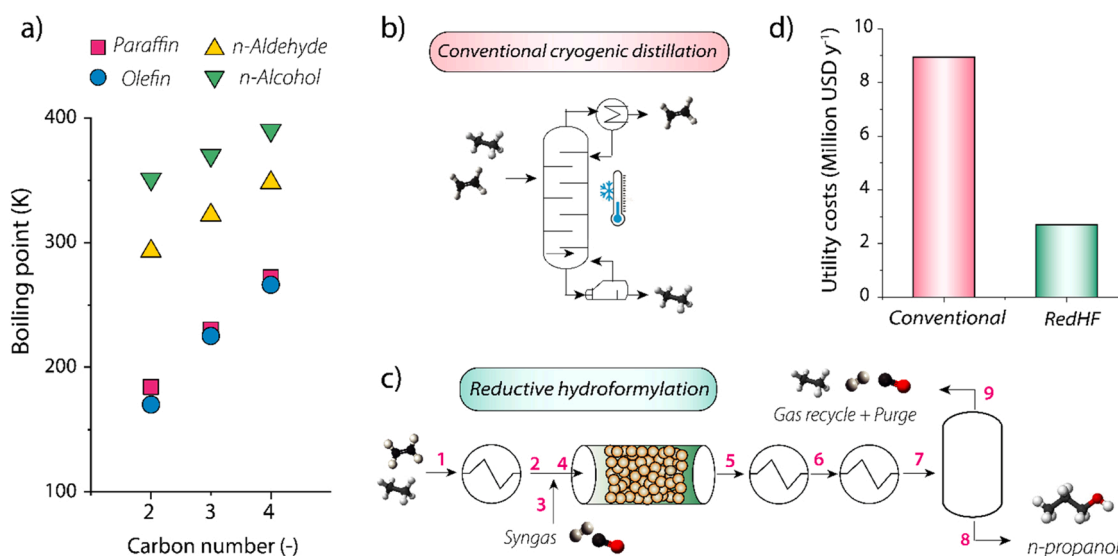 a)
Paraffin
n-Aldehyde
Olefin
n-Alcohol
400
300
200
100
Boiling point (K)
2
3
4
Carbon number (-)
b)
Conventional cryogenic distillation
d)
10
8
6
4
2
0
Utility costs (Million USD y⁻¹)
Conventional
RedHF
c)
Reductive hydroformylation
Gas recycle + Purge
9
1
2
4
3
5
6
7
8
Syngas
n-propanol